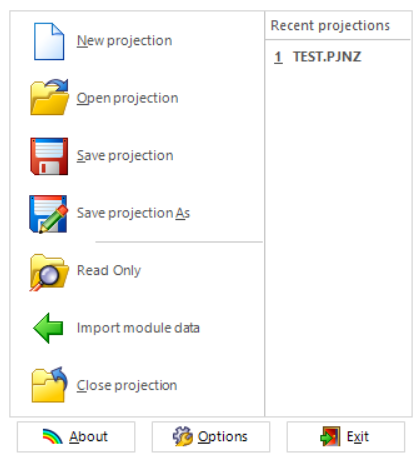 New projection
Open projection
Save projection
Save projection As
Read Only
Import module data
Close projection
Recent projections
1 TEST.PJNZ
About
Options
Exit